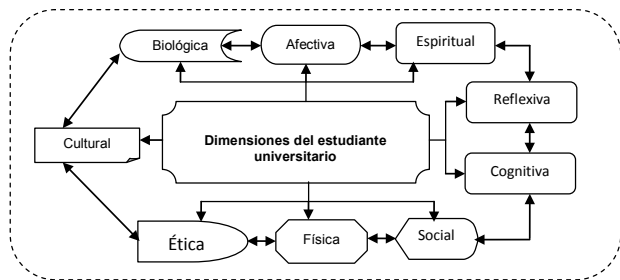 Biológica
Afectiva
Espiritual
Reflexiva
Cultural
Dimensiones del estudiante
universitario
Cognitiva
Ética
Física
Social